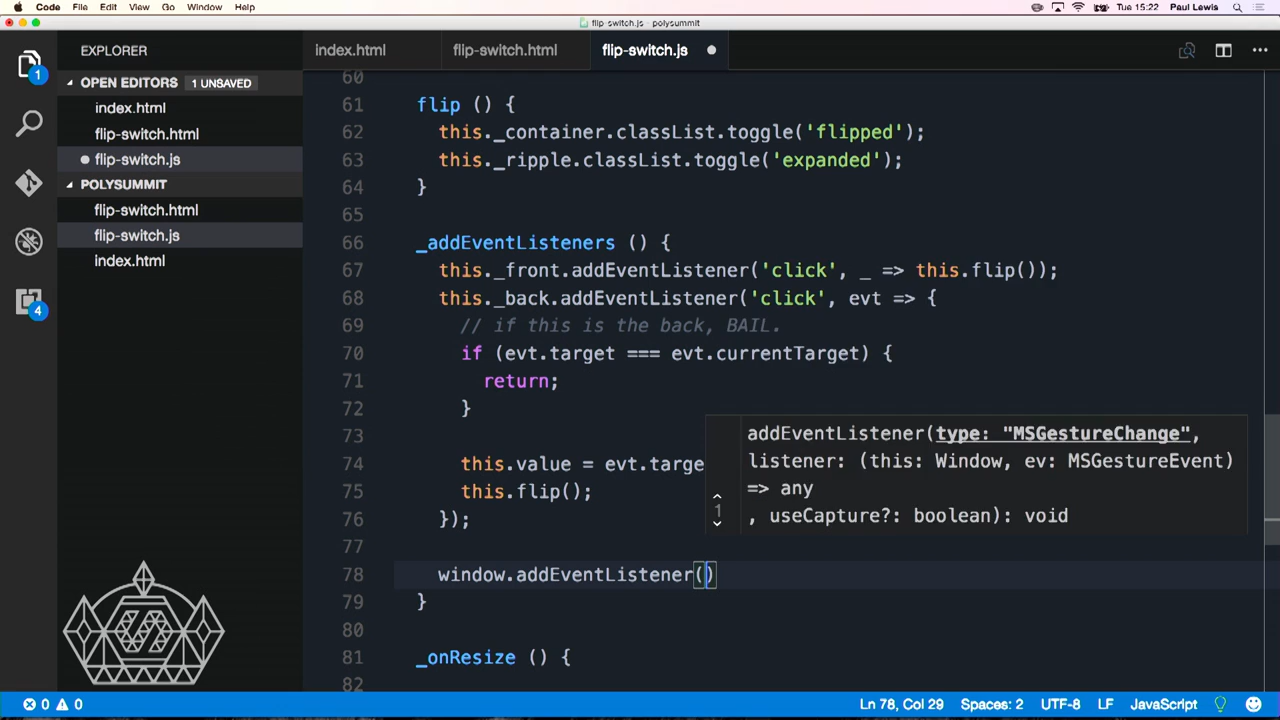 Code File Edit View Go Window Help Tue 15:22 Paul Lewis
flip-switch.js - polysummit
EXPLORER
index.html flip-switch.html flip-switch.js
OPEN EDITORS 1 UNSAVED
index.html
flip-switch.html
flip-switch.js
POLYSUMMIT
flip-switch.html
flip-switch.js
index.html
1
4
60
61 flip () {
62 this._container.classList.toggle('flipped');
63 this._ripple.classList.toggle('expanded');
64 }
65
66 _addEventListeners () {
67 this._front.addEventListener('click', _ => this.flip());
68 this._back.addEventListener('click', evt => {
69 // if this is the back, BAIL.
70 if (evt.target === evt.currentTarget) {
71 return;
72 }
73
74 this.value = evt.targe
75 this.flip();
76 });
77
78 window.addEventListener()
79 }
80
81 _onResize () {
82
addEventListener(type: "MSGestureChange",
listener: (this: Window, ev: MSGestureEvent)
=> any
1 , useCapture?: boolean): void
0 0 Ln 78, Col 29 Spaces: 2 UTF-8 LF JavaScript